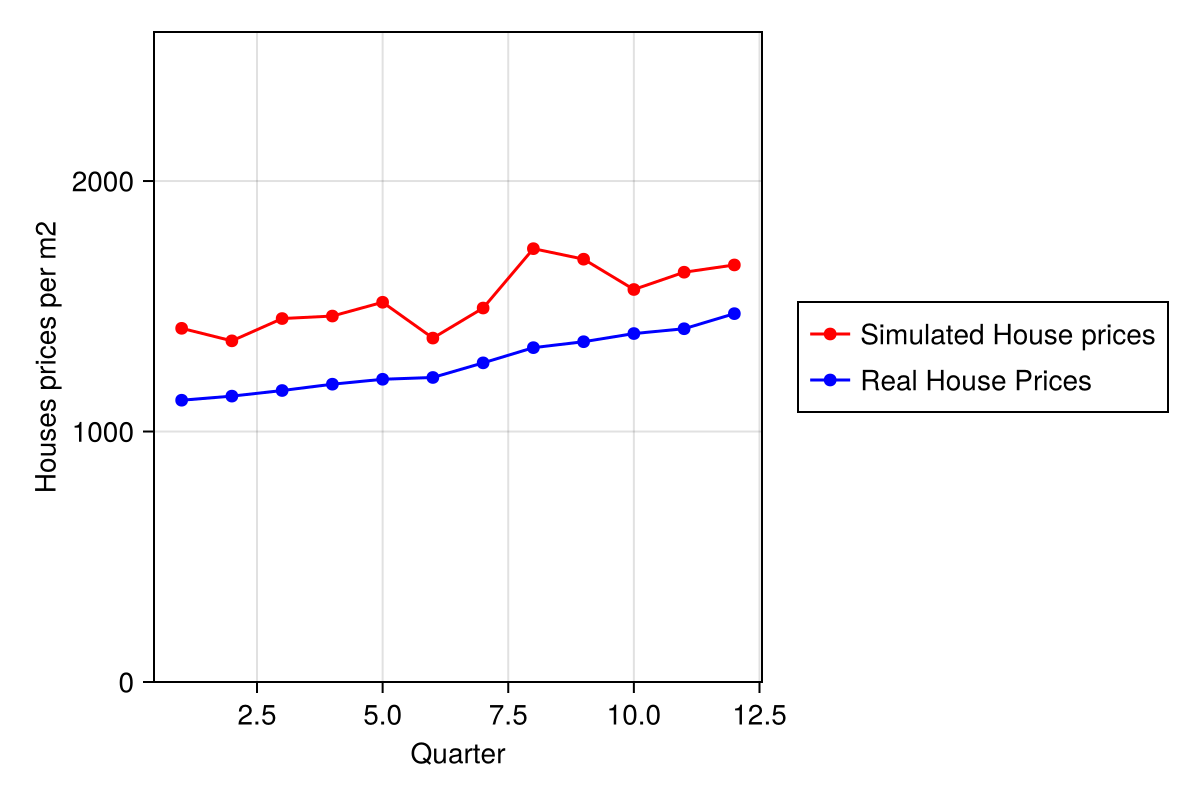 2000
1000
0
Houses prices per m2
2.5 5.0 7.5 10.0 12.5
Quarter
Simulated House prices
Real House Prices